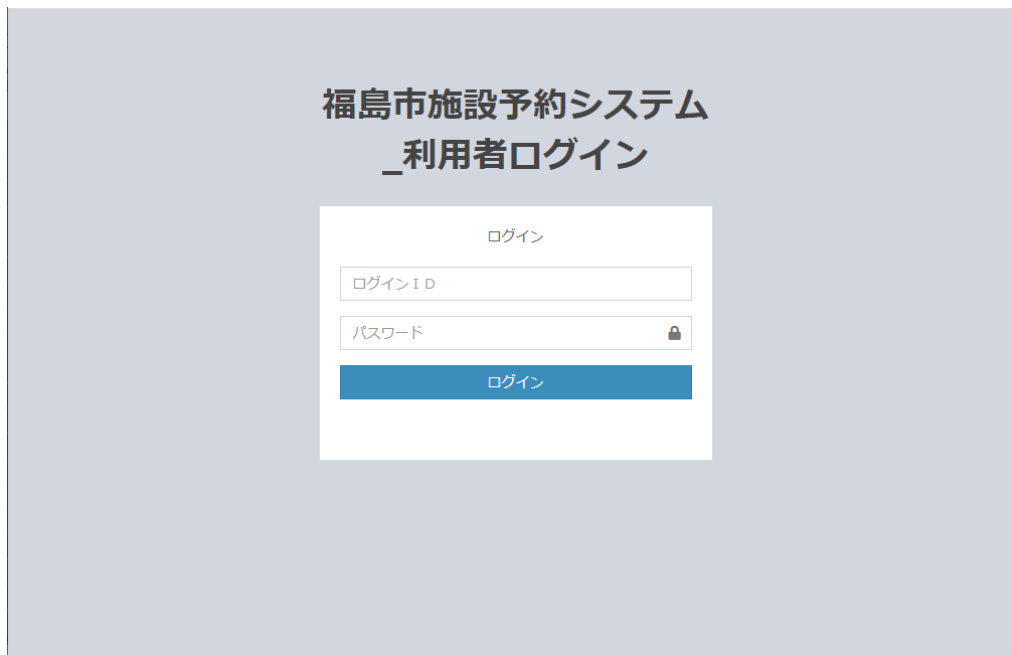 福島市施設予約システム
_利用者ログイン
ログイン
ログインＩＤ
パスワード
ログイン